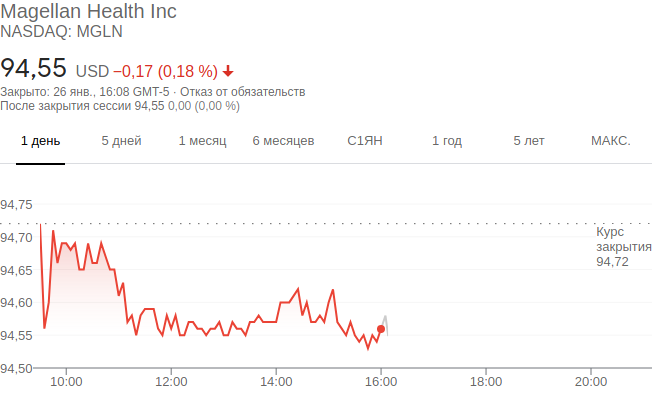 Magellan Health Inc
NASDAQ: MGLN
94,55 USD −0,17 (0,18 %)
Закрыто: 26 янв., 16:08 GMT-5 · Отказ от обязательств
После закрытия сессии 94,55 0,00 (0,00 %)
1 день 5 дней 1 месяц 6 месяцев С1ЯН 1 год 5 лет МАКС.
94,75
94,70
94,65
94,60
94,55
94,50
Курс
закрытия
94,72
10:00 12:00 14:00 16:00 18:00 20:00